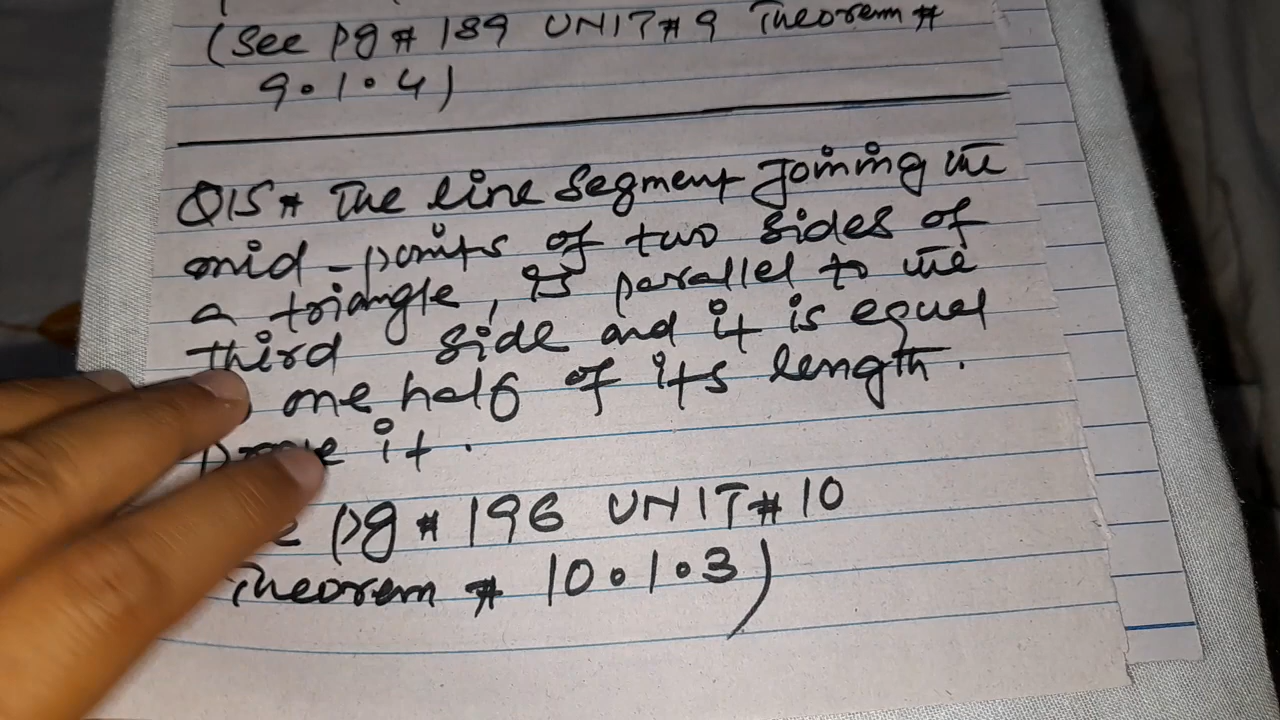 (See pg # 189 UNIT # 9 Theorem #
9.1.4)
Q15# The line segment Joining the
mid-points of two sides of
a triangle, is parallel to the
third side and it is equal
one half of its length.
prove it.
pg # 196 UNIT # 10
Theorem # 10.1.3)